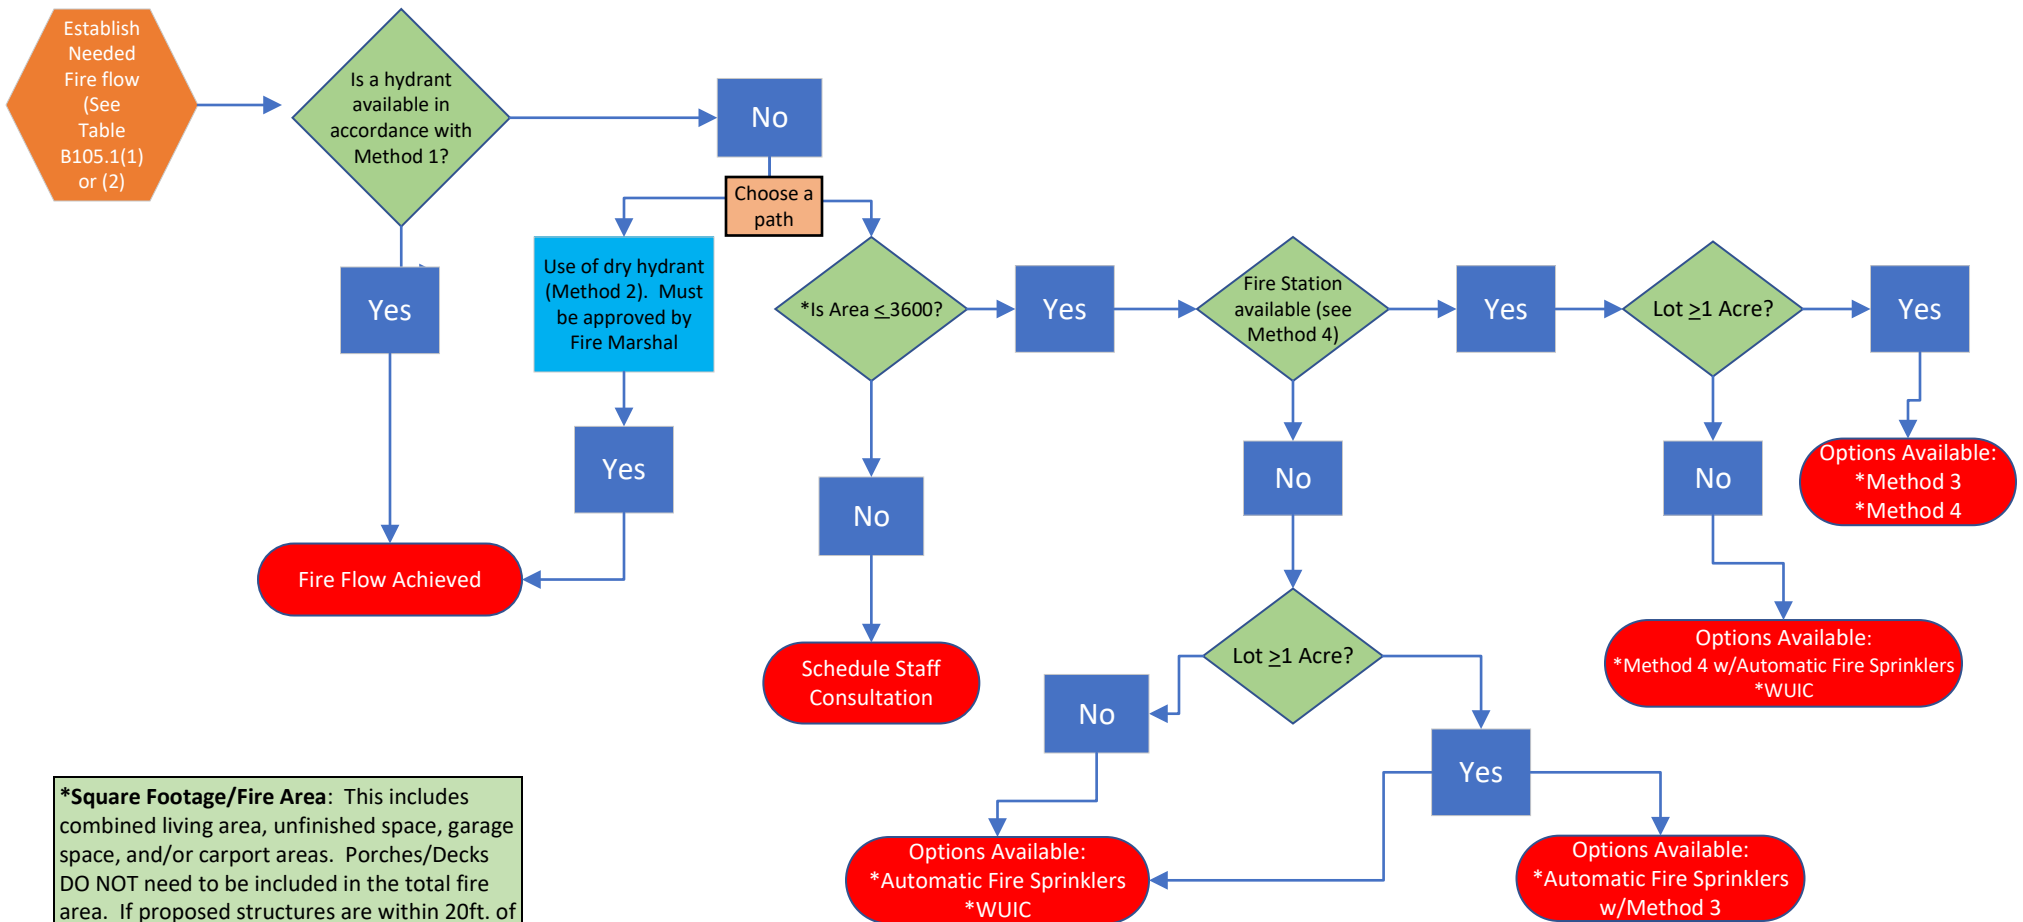 Establish
Needed
Fire flow
(See
Table
B105.1(1)
or (2)
Is a hydrant
available in
accordance with
Method 1?
No
Choose a
path
Yes
Use of dry hydrant
(Method 2).  Must
be approved by
Fire Marshal
*Is Area <3600?
Yes
Fire Station
available (see
Method 4)
Yes
Lot >1 Acre?
Yes
Yes
No
No
No
Options Available:
*Method 3
*Method 4
Fire Flow Achieved
Schedule Staff
Consultation
Lot >1 Acre?
Options Available:
*Method 4 w/Automatic Fire Sprinklers
*WUIC
No
Yes
Options Available:
*Automatic Fire Sprinklers
*WUIC
Options Available:
*Automatic Fire Sprinklers
w/Method 3
*Square Footage/Fire Area:  This includes
combined living area, unfinished space, garage
space, and/or carport areas.  Porches/Decks
DO NOT need to be included in the total fire
area.  If proposed structures are within 20ft. of